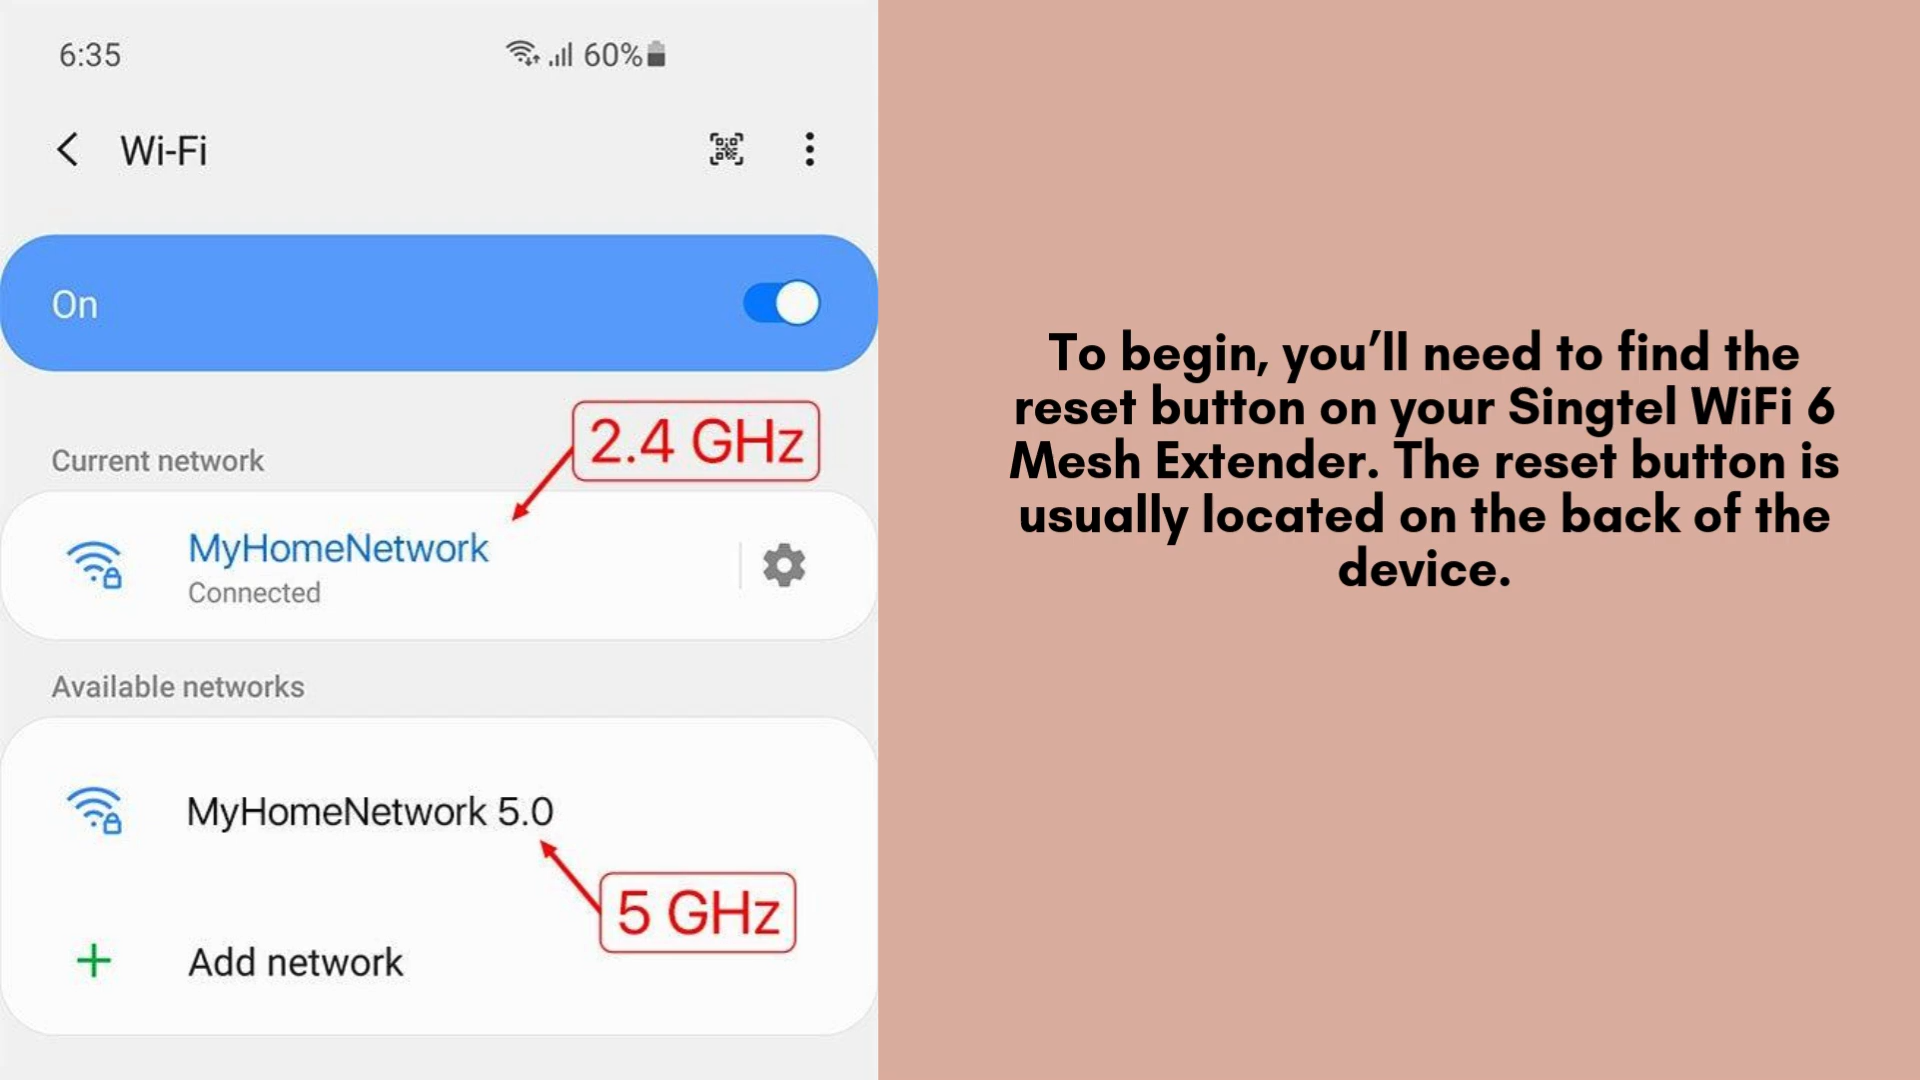 6:35
60%
Wi-Fi
On
2.4 GHz
Current network
MyHomeNetwork
Connected
Available networks
MyHomeNetwork 5.0
5 GHz
Add network
To begin, you’ll need to find the
reset button on your Singtel WiFi 6
Mesh Extender. The reset button is
usually located on the back of the
device.